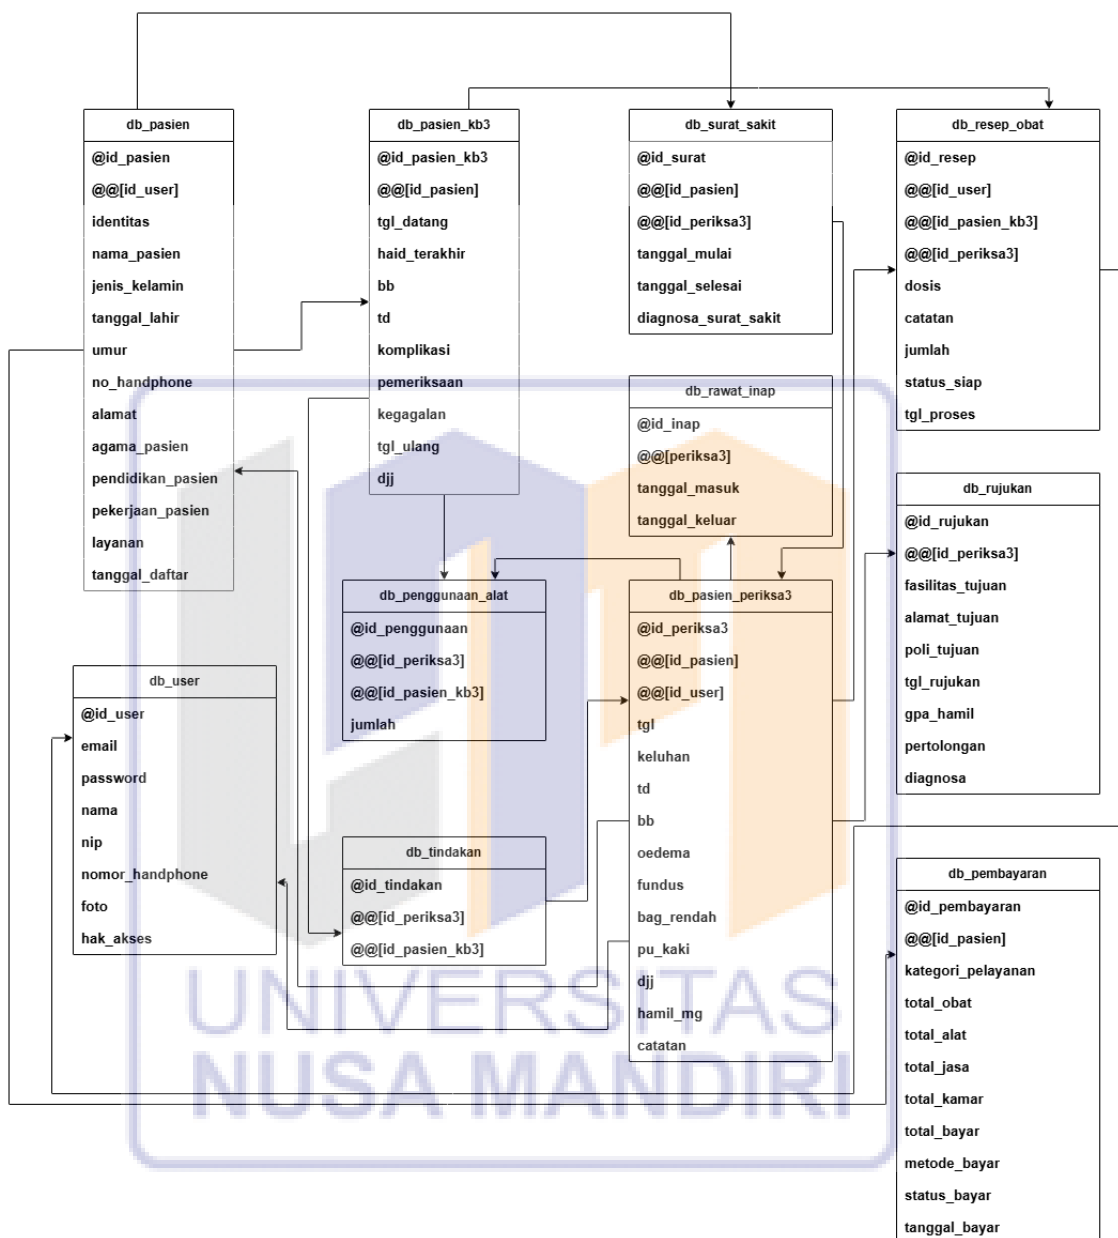 db_pasien
@id_pasien
@@[id_user]
identitas
nama_pasien
jenis_kelamin
tanggal_lahir
umur
no_handphone
alamat
agama_pasien
pendidikan_pasien
pekerjaan_pasien
layanan
tanggal_daftar
db_pasien_kb3
@id_pasien_kb3
@@[id_pasien]
tgl_datang
haid_terakhir
bb
td
komplikasi
pemeriksaan
kegagalan
tgl_ulang
djj
db_surat_sakit
@id_surat
@@[id_pasien]
@@[id_periksa3]
tanggal_mulai
tanggal_selesai
diagnosa_surat_sakit
db_resep_obat
@id_resep
@@[id_user]
@@[id_pasien_kb3]
@@[id_periksa3]
dosis
catatan
jumlah
status_siap
tgl_proses
db_rawat_inap
@id_inap
@@[periksa3]
tanggal_masuk
tanggal_keluar
db_rujukan
@id_rujukan
@@[id_periksa3]
fasilitas_tujuan
alamat_tujuan
poli_tujuan
tgl_rujukan
gpa_hamil
pertolongan
diagnosa
db_penggunaan_alat
@id_penggunaan
@@[id_periksa3]
@@[id_pasien_kb3]
jumlah
db_pasien_periksa3
@id_periksa3
@@[id_pasien]
@@[id_user]
tgl
keluhan
td
bb
oedema
fundus
bag_rendah
pu_kaki
djj
hamil_mg
catatan
db_user
@id_user
email
password
nama
nip
nomor_handphone
foto
hak_akses
db_tindakan
@id_tindakan
@@[id_periksa3]
@@[id_pasien_kb3]
db_pembayaran
@id_pembayaran
@@[id_pasien]
kategori_pelayanan
total_obat
total_alat
total_jasa
total_kamar
total_bayar
metode_bayar
status_bayar
tanggal_bayar
UNIVERSITAS
NUSA MANDIRI